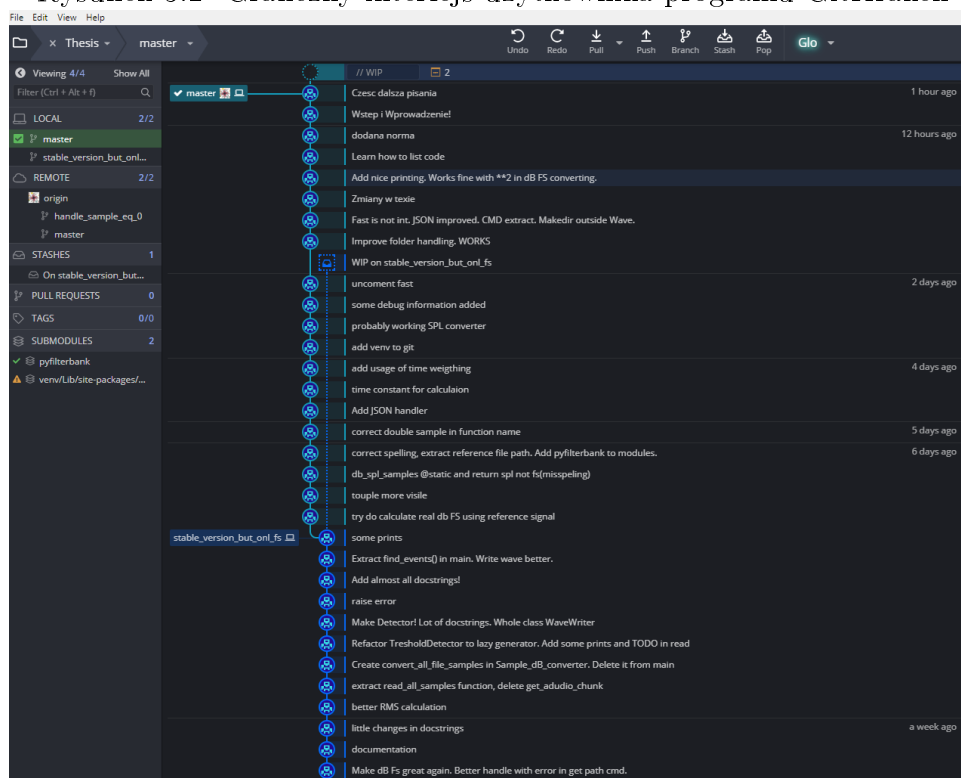 Rysunek 3.2 Graficzny interfejs użytkownika programu GitKraken
File Edit View Help
x Thesis master
Undo Redo Pull Push Branch Stash Pop Glo
Viewing 4/4 Show All
Filter (Ctrl + Alt + f)
LOCAL 2/2
master
stable_version_but_onl...
REMOTE 2/2
origin
handle_sample_eq_0
master
STASHES 1
On stable_version_but...
PULL REQUESTS 0
TAGS 0/0
SUBMODULES 2
pyfilterbank
venv/Lib/site-packages/...
// WIP 2
master Czesc dalsza pisania 1 hour ago
Wstep i Wprowadzenie!
dodana norma 12 hours ago
Learn how to list code
Add nice printing. Works fine with **2 in dB FS converting.
Zmiany w texie
Fast is not int. JSON improved. CMD extract. Makedir outside Wave.
Improve folder handling. WORKS
WIP on stable_version_but_onl_fs
uncoment fast 2 days ago
some debug information added
probably working SPL converter
add venv to git
add usage of time weigthing 4 days ago
time constant for calculaion
Add JSON handler
correct double sample in function name 5 days ago
correct spelling, extract reference file path. Add pyfilterbank to modules. 6 days ago
db_spl_samples @static and return spl not fs(misspeling)
touple more visile
try do calculate real db FS using reference signal
stable_version_but_onl_fs some prints
Extract find_events() in main. Write wave better.
Add almost all docstrings!
raise error
Make Detector! Lot of docstrings. Whole class WaveWriter
Refactor TresholdDetector to lazy generator. Add some prints and TODO in read
Create convert_all_file_samples in Sample_dB_converter. Delete it from main
extract read_all_samples function, delete get_adudio_chunk
better RMS calculation
little changes in docstrings a week ago
documentation
Make dB Fs great again. Better handle with error in get path cmd.